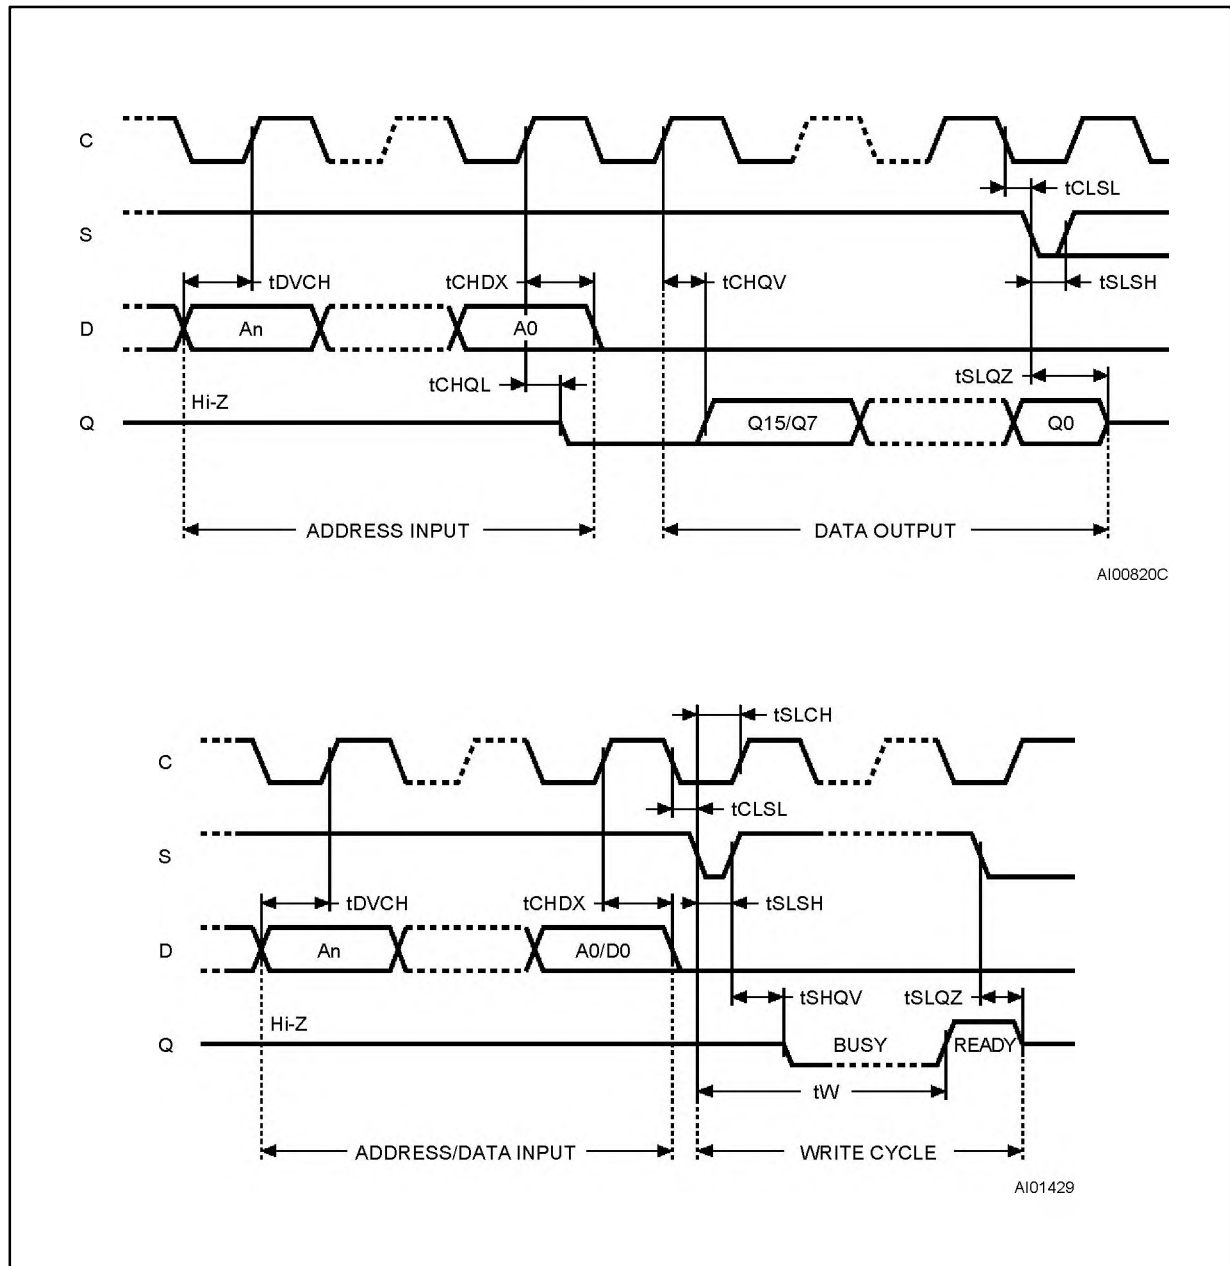 C
tCLSL
S
tDVCH
tCHDX
tCHQV
tSLSH
D
An
A0
tCHQL
tSLQZ
Hi-Z
Q
Q15/Q7
Q0
ADDRESS INPUT
DATA OUTPUT
AI00820C
tSLCH
C
tCLSL
S
tDVCH
tCHDX
tSLSH
D
An
A0/D0
tSHQV
tSLQZ
Hi-Z
Q
BUSY
READY
tW
ADDRESS/DATA INPUT
WRITE CYCLE
AI01429